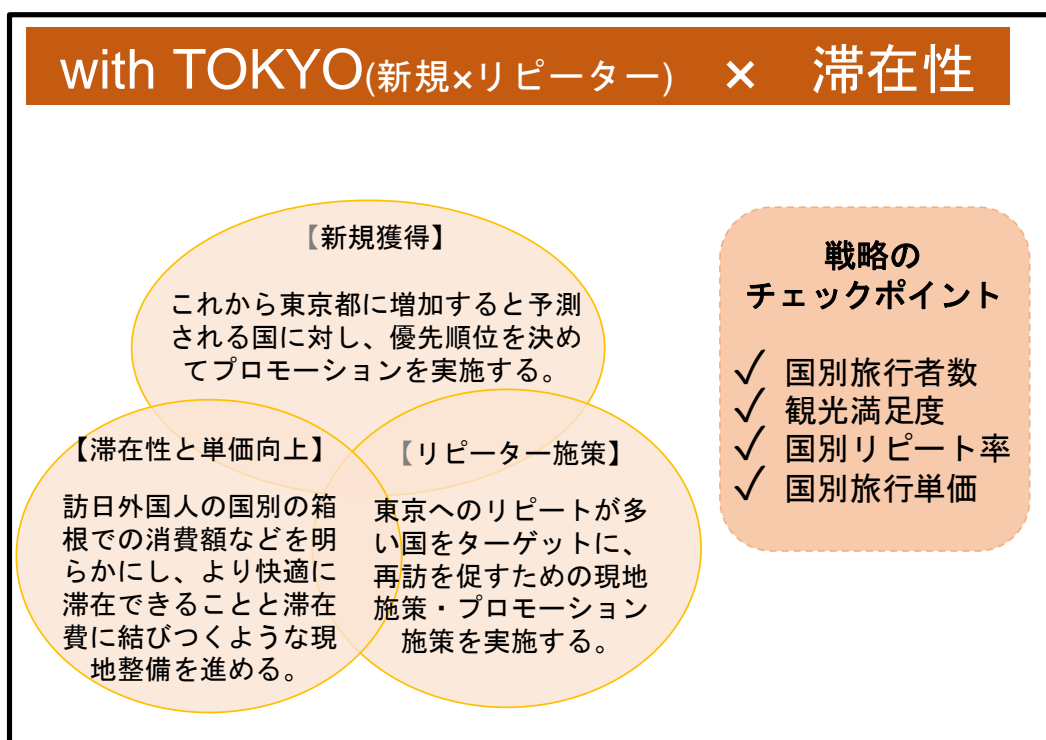 with TOKYO(新規×リピーター) × 滞在性
【新規獲得】
これから東京都に増加すると予測
される国に対し、優先順位を決め
てプロモーションを実施する。
【滞在性と単価向上】
訪日外国人の国別の箱
根での消費額などを明
らかにし、より快適に
滞在できることと滞在
費に結びつくような現
地整備を進める。
【リピーター施策】
東京へのリピートが多
い国をターゲットに、
再訪を促すための現地
施策・プロモーション
施策を実施する。
戦略の
チェックポイント
✓ 国別旅行者数
✓ 観光満足度
✓ 国別リピート率
✓ 国別旅行単価